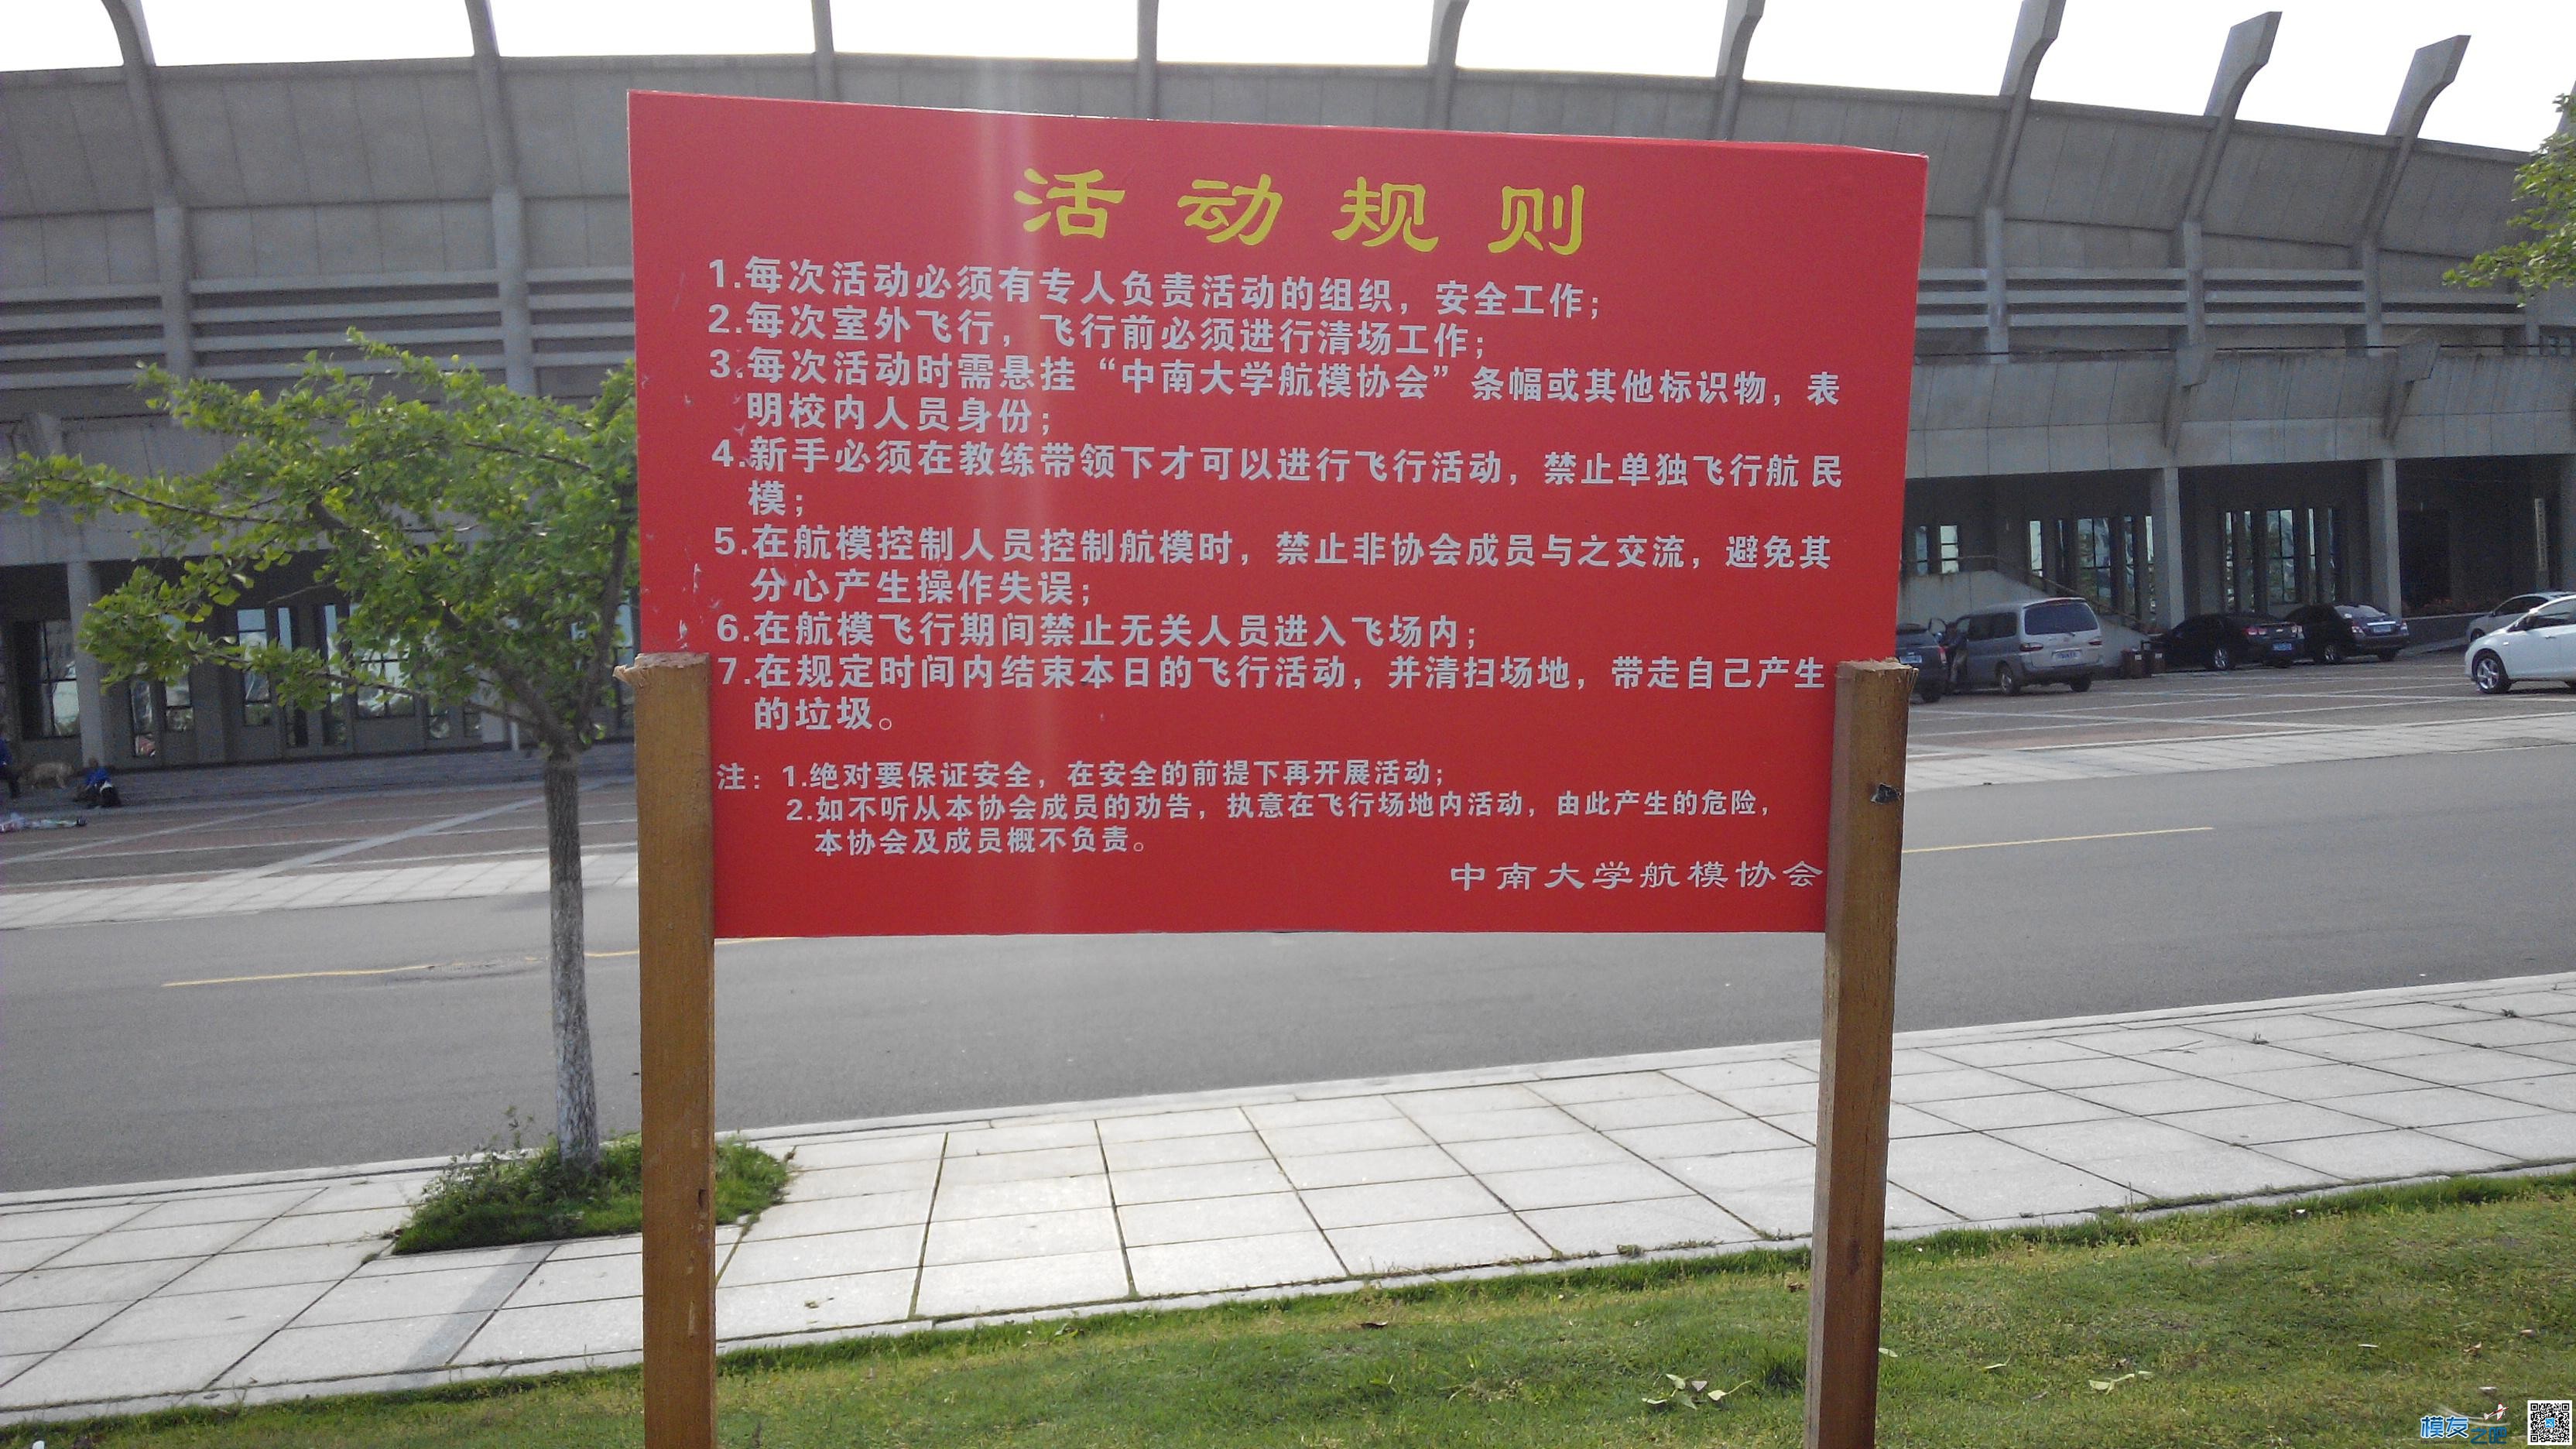 活动规则
1.每次活动必须有专人负责活动的组织，安全工作；
2.每次室外飞行，飞行前必须进行清场工作；
3.每次活动时需悬挂“中南大学航模协会”条幅或其他标识物，表
明校内人员身份；
4.新手必须在教练带领下才可以进行飞行活动，禁止单独飞行航 民
模；
5.在航模控制人员控制航模时，禁止非协会成员与之交流，避免其
分心产生操作失误；
6.在航模飞行期间禁止无关人员进入飞场内；
7.在规定时间内结束本日的飞行活动，并清扫场地，带走自己产生
的垃圾。
注：1.绝对要保证安全，在安全的前提下再开展活动；
2.如不听从本协会成员的劝告，执意在飞行场地内活动，由此产生的危险，
本协会及成员概不负责。
中南大学航模协会
模友之吧